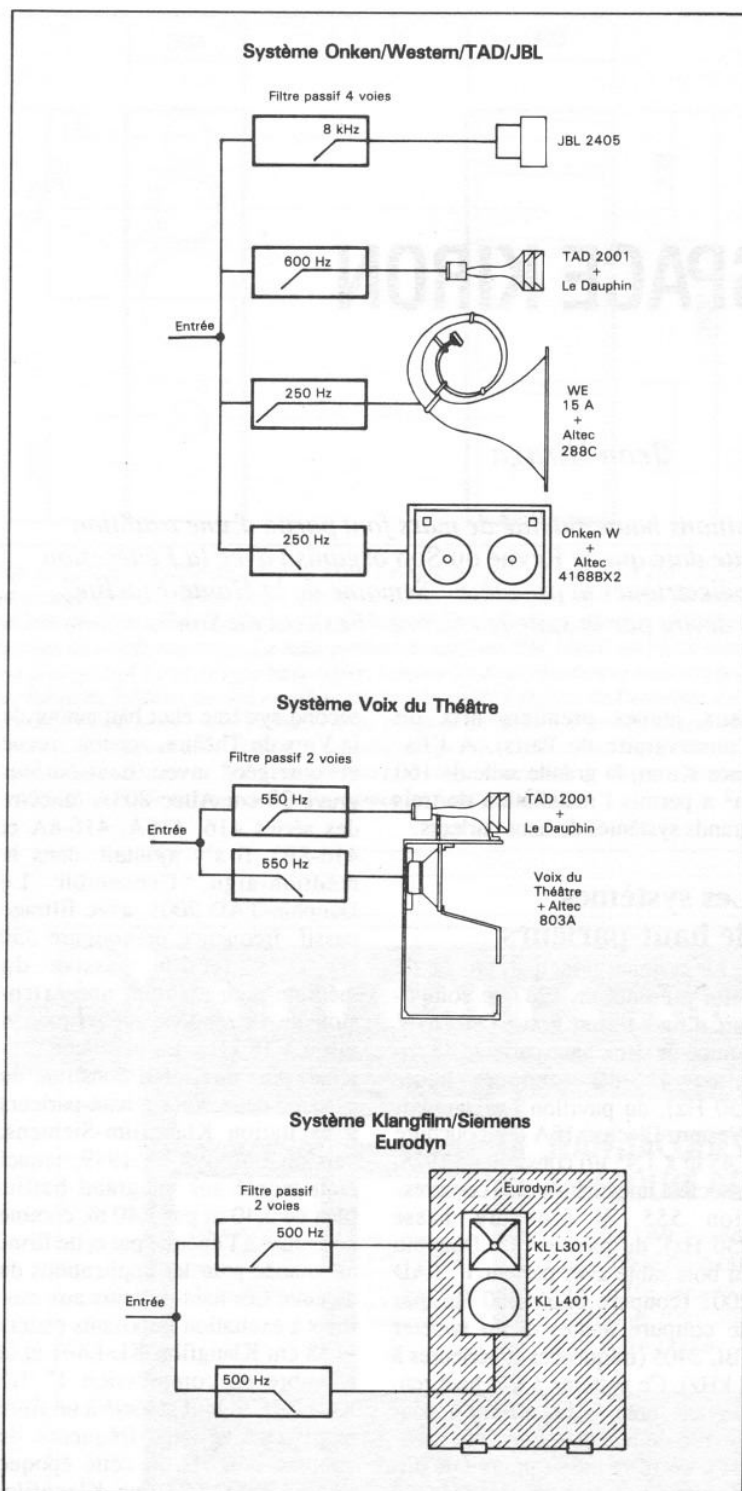 Système Onken/Western/TAD/JBL
Filtre passif 4 voies
8 kHz
JBL 2405
600 Hz
TAD 2001
+
Le Dauphin
Entrée
250 Hz
WE
15 A
+
Altec
288C
250 Hz
Onken W
+
Altec
4168BX2
Système Voix du Théâtre
Filtre passif 2 voies
550 Hz
TAD 2001
+
Le Dauphin
Entrée
550 Hz
Voix du
Théâtre
+ Altec
803A
Système Klangfilm/Siemens
Eurodyn
Filtre passif
2 voies
500 Hz
Eurodyn
KL L301
KL L401
Entrée
500 Hz